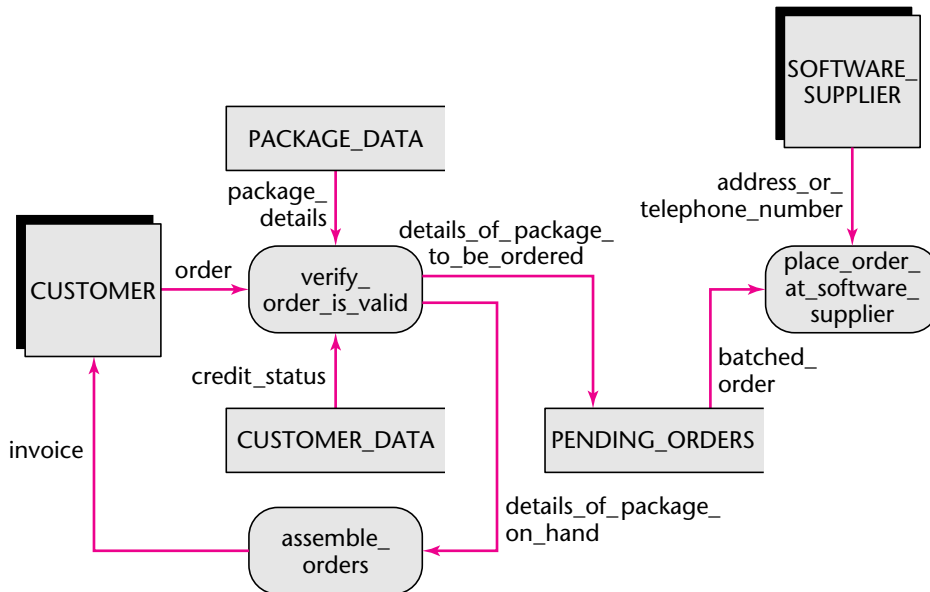 SOFTWARE_
SUPPLIER
PACKAGE_DATA
package_
details
address_or_
telephone_number
details_of_package_
to_be_ordered
order
CUSTOMER
verify_
order_is_valid
place_order_
at_software_
supplier
credit_status
batched_
order
invoice
CUSTOMER_DATA
PENDING_ORDERS
details_of_package_
on_hand
assemble_
orders